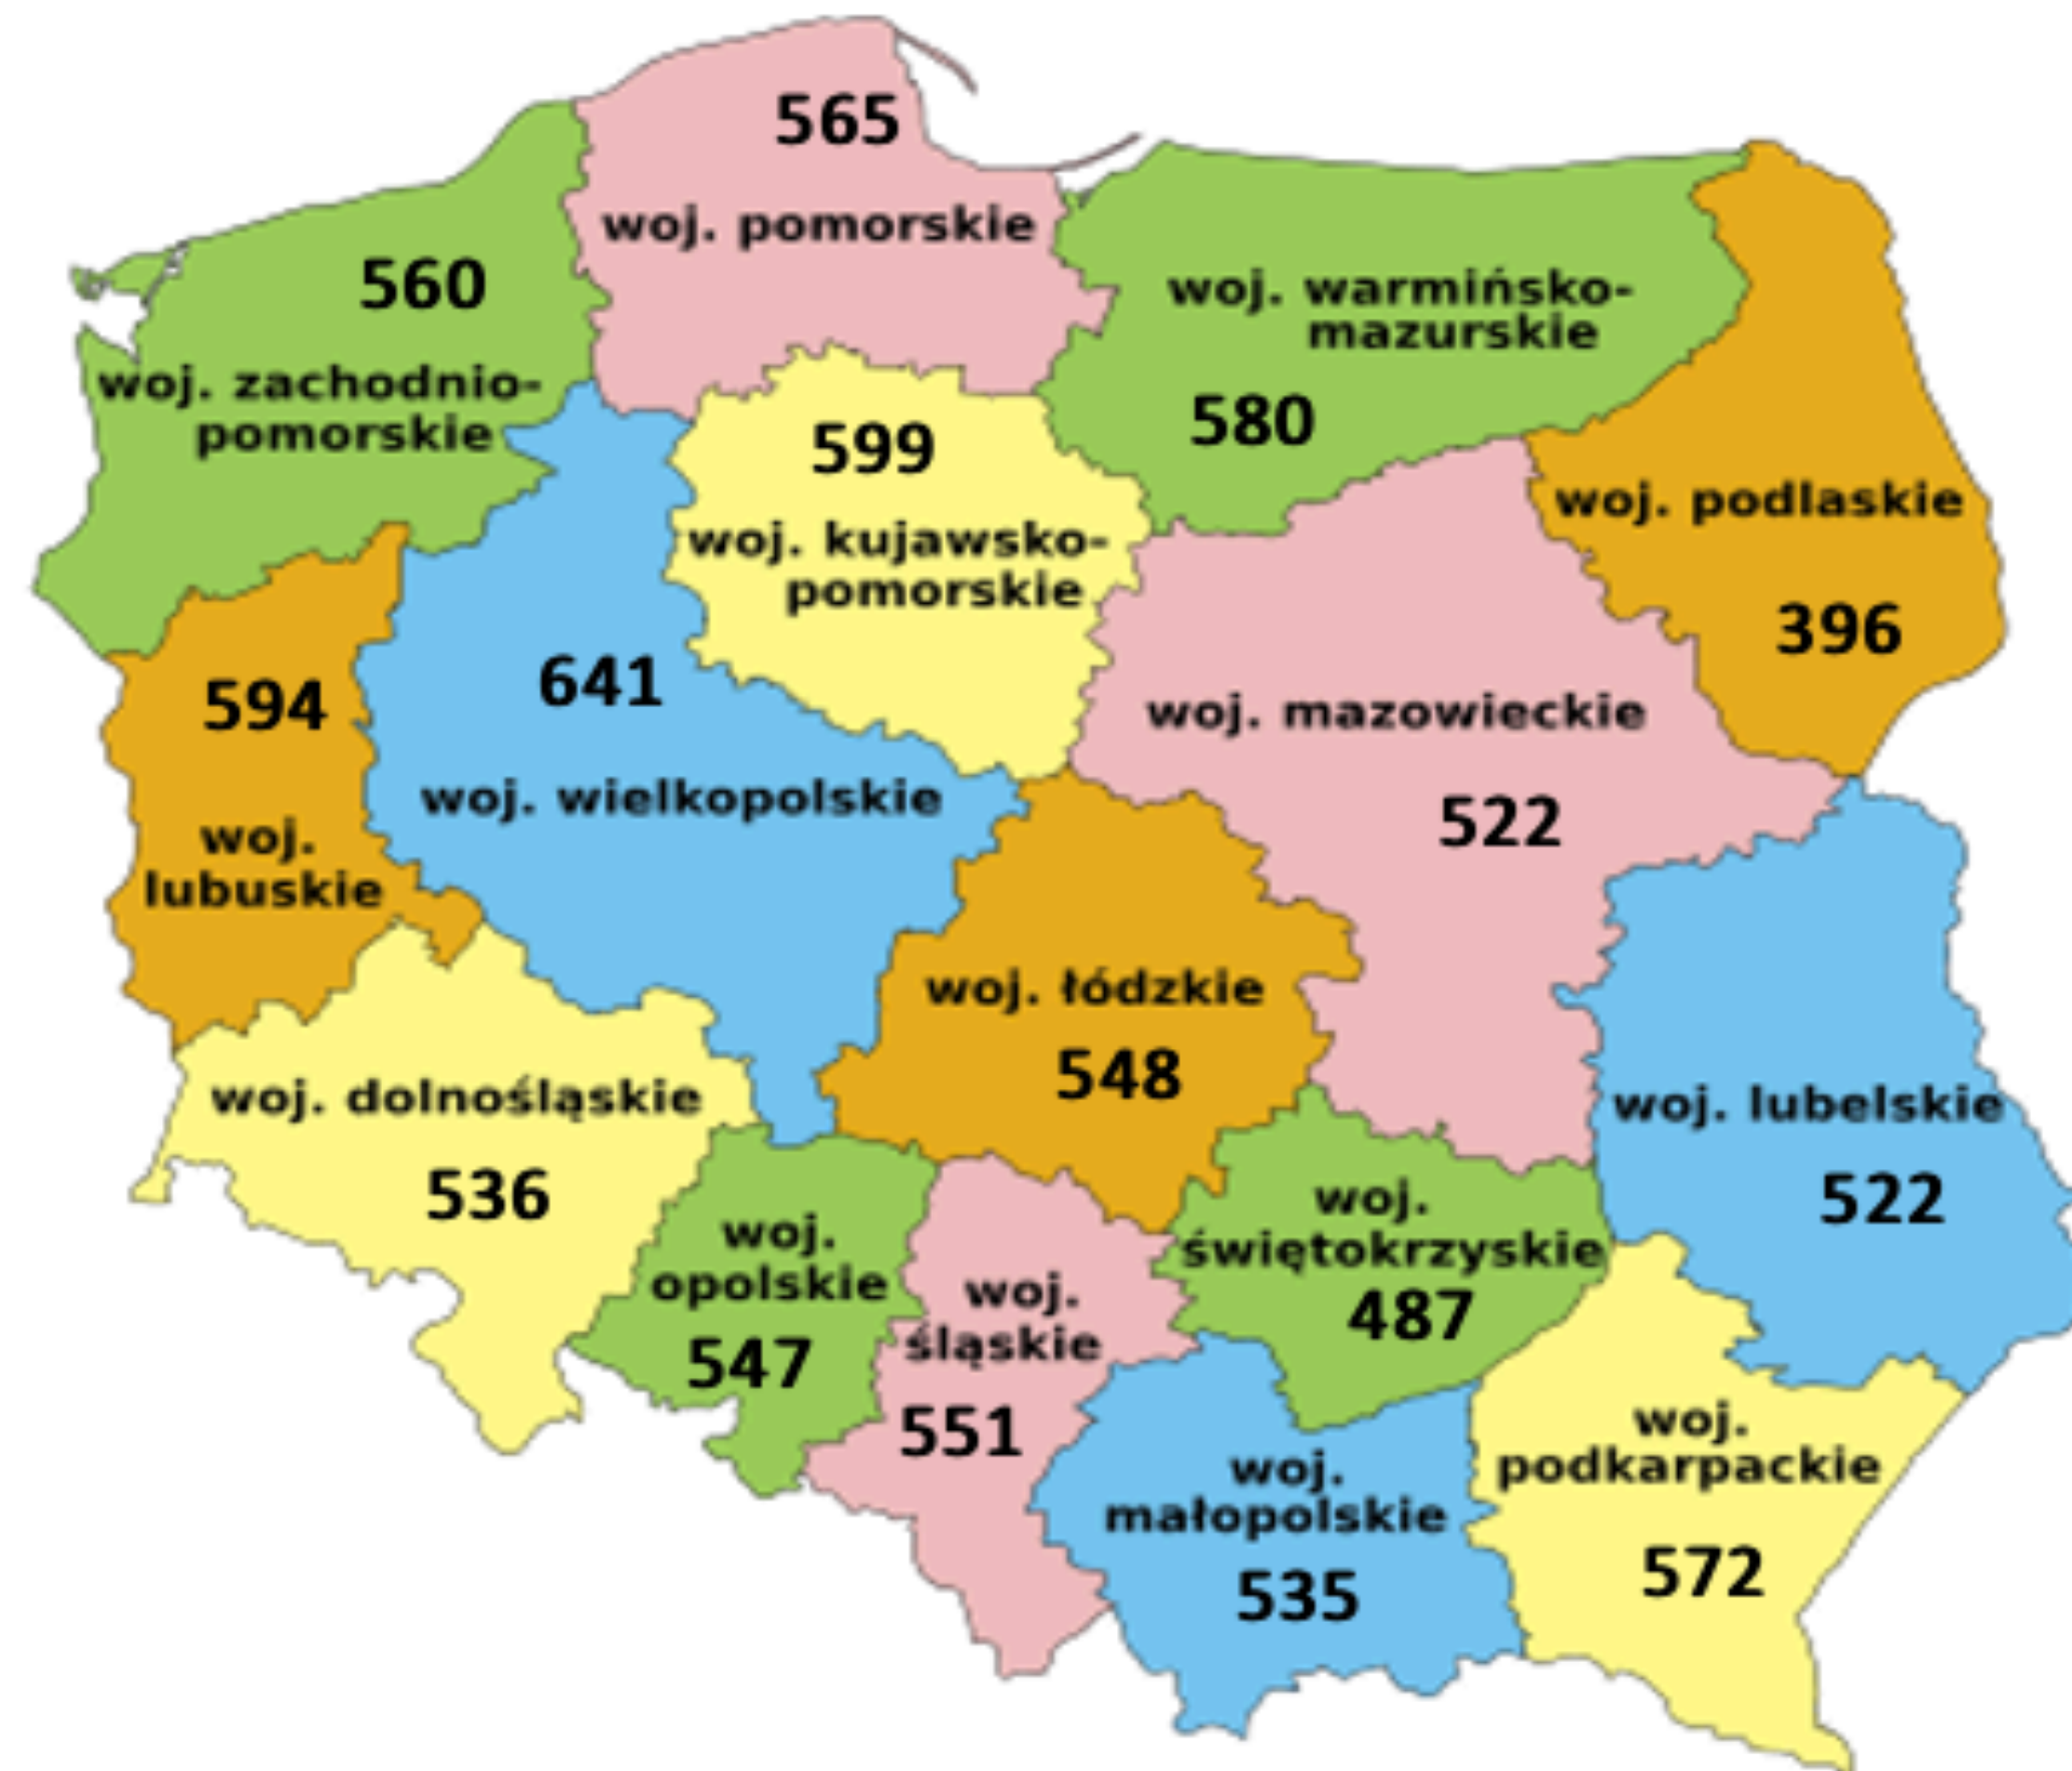 565
woj. pomorskie
560
woj. zachodnio-
pomorskie
woj. warmińsko-
mazurskie
580
599
woj. kujawsko-
pomorskie
woj. podlaskie
396
594
woj.
lubuskie
641
woj. wielkopolskie
woj. mazowieckie
522
woj. łódzkie
548
woj. dolnośląskie
536
woj. lubelskie
522
woj.
opolskie
547
woj.
śląskie
551
woj.
świętokrzyskie
487
woj.
małopolskie
535
woj.
podkarpackie
572